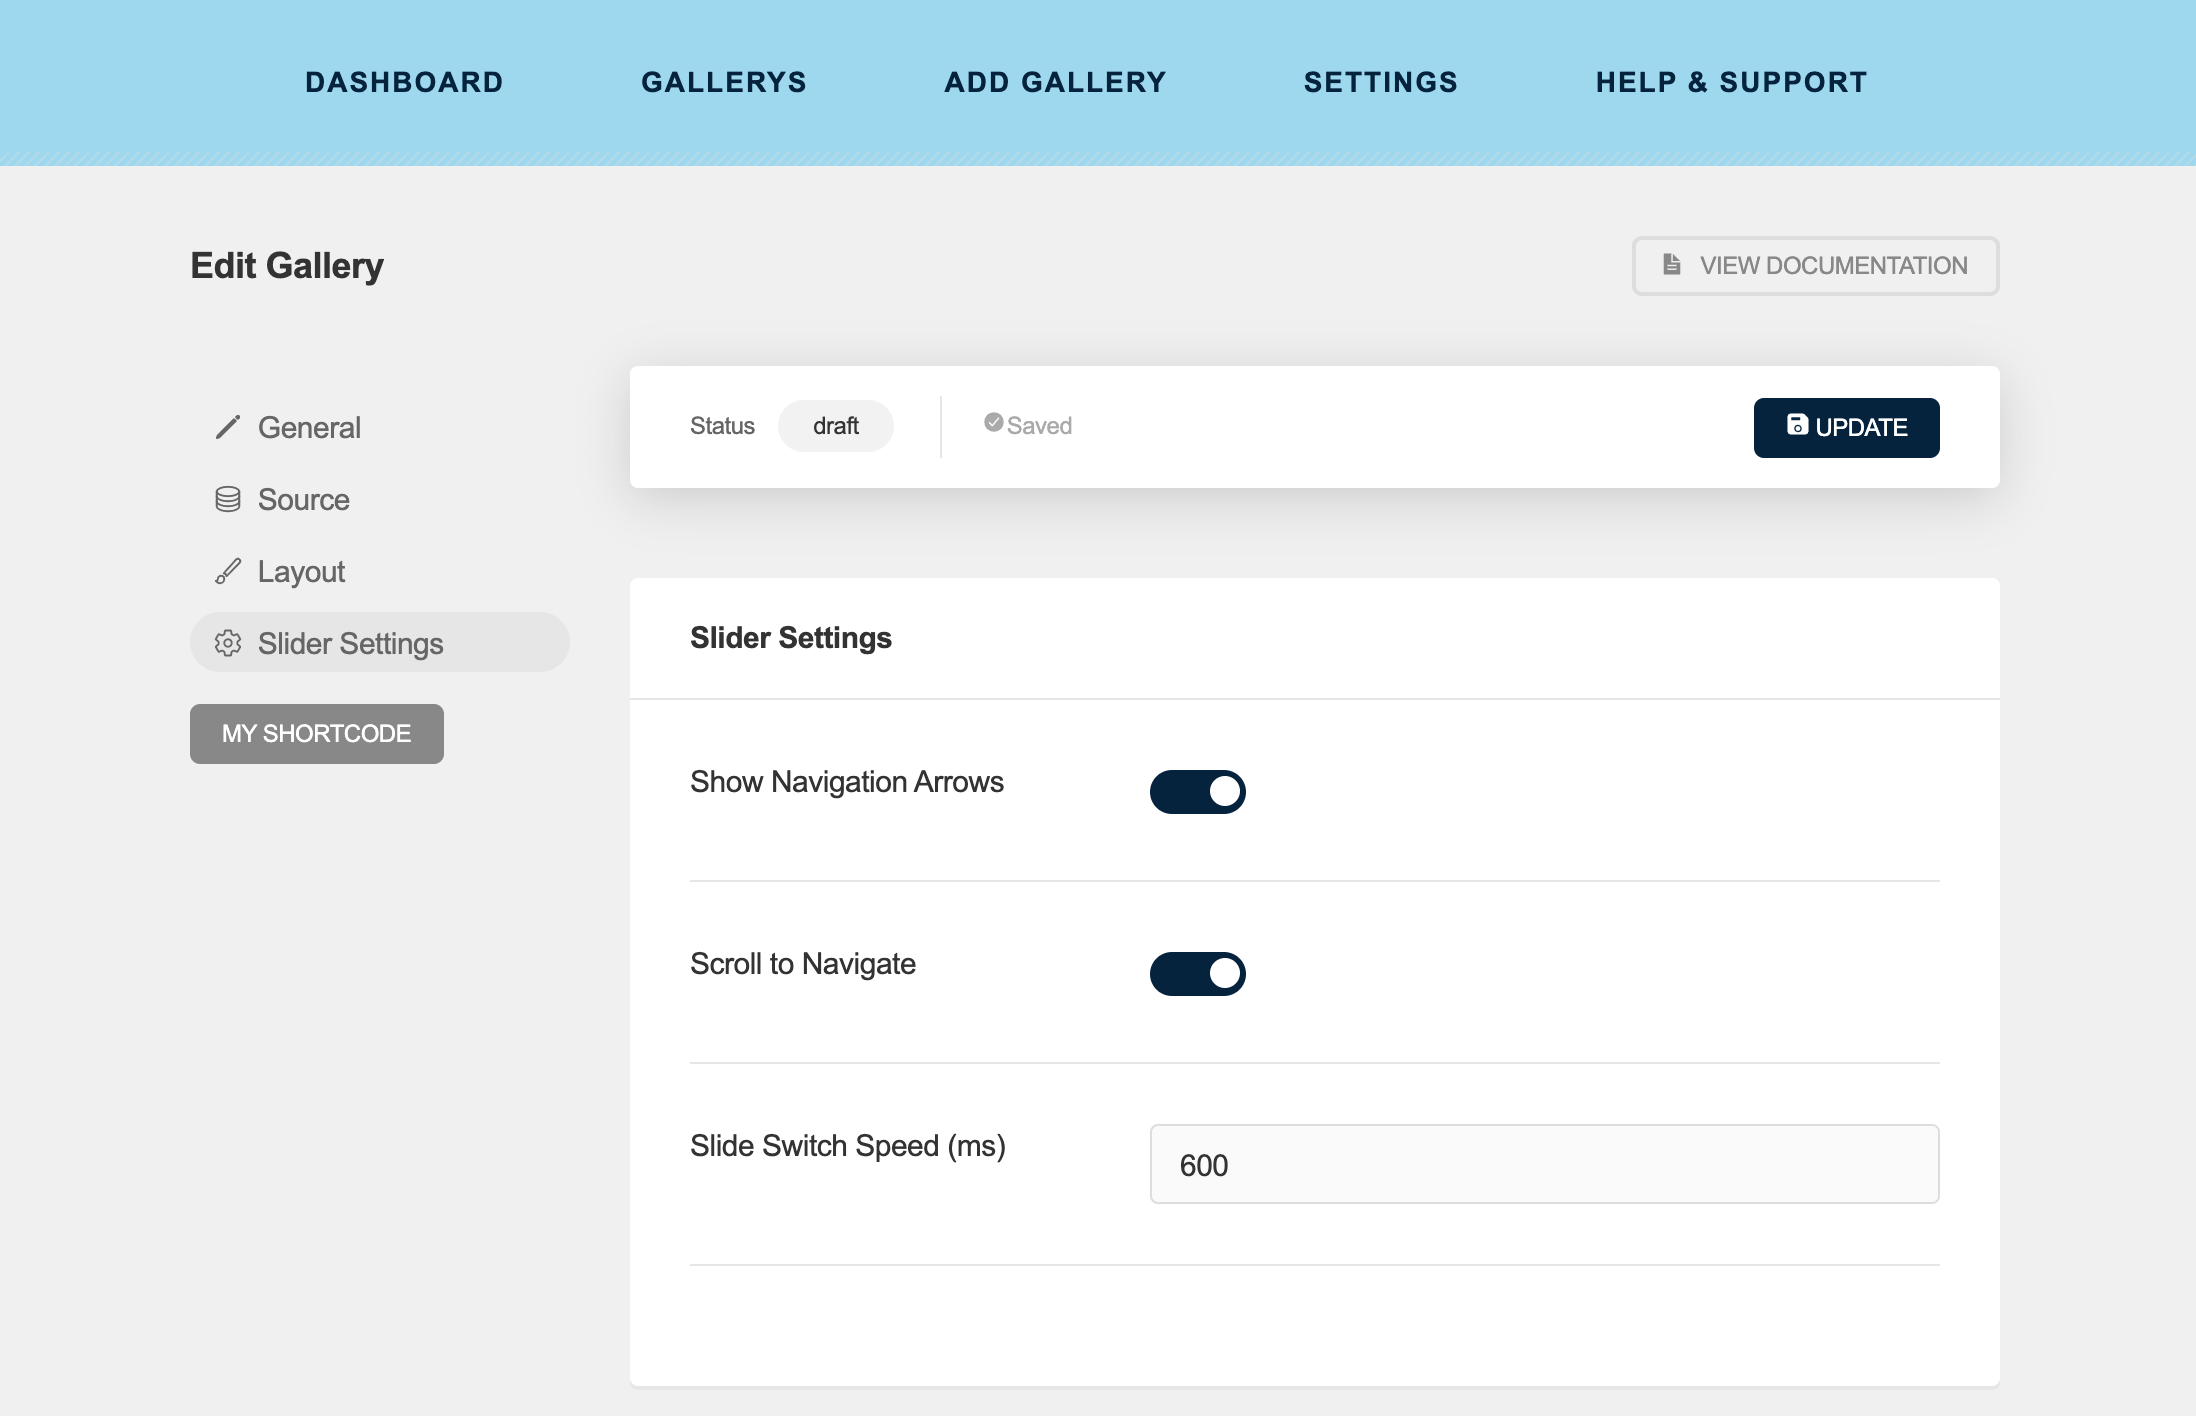 DASHBOARD GALLERYS ADD GALLERY SETTINGS HELP & SUPPORT
Edit Gallery
VIEW DOCUMENTATION
General
Source
Layout
Slider Settings
MY SHORTCODE
Status draft Saved
UPDATE
Slider Settings
Show Navigation Arrows
Scroll to Navigate
Slide Switch Speed (ms) 600